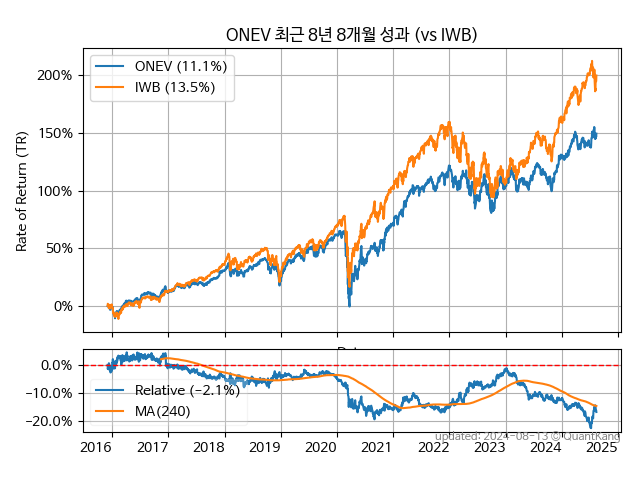 ONEV 최근 8년 8개월 성과 (vs IWB)
ONEV (11.1%)
IWB (13.5%)
Rate of Return (TR)
200%
150%
100%
50%
0%
0.0%
-10.0%
-20.0%
Relative (-2.1%)
MA(240)
2016 2017 2018 2019 2020 2021 2022 2023 2024 2025
updated: 2024-08-13 © QuantKang